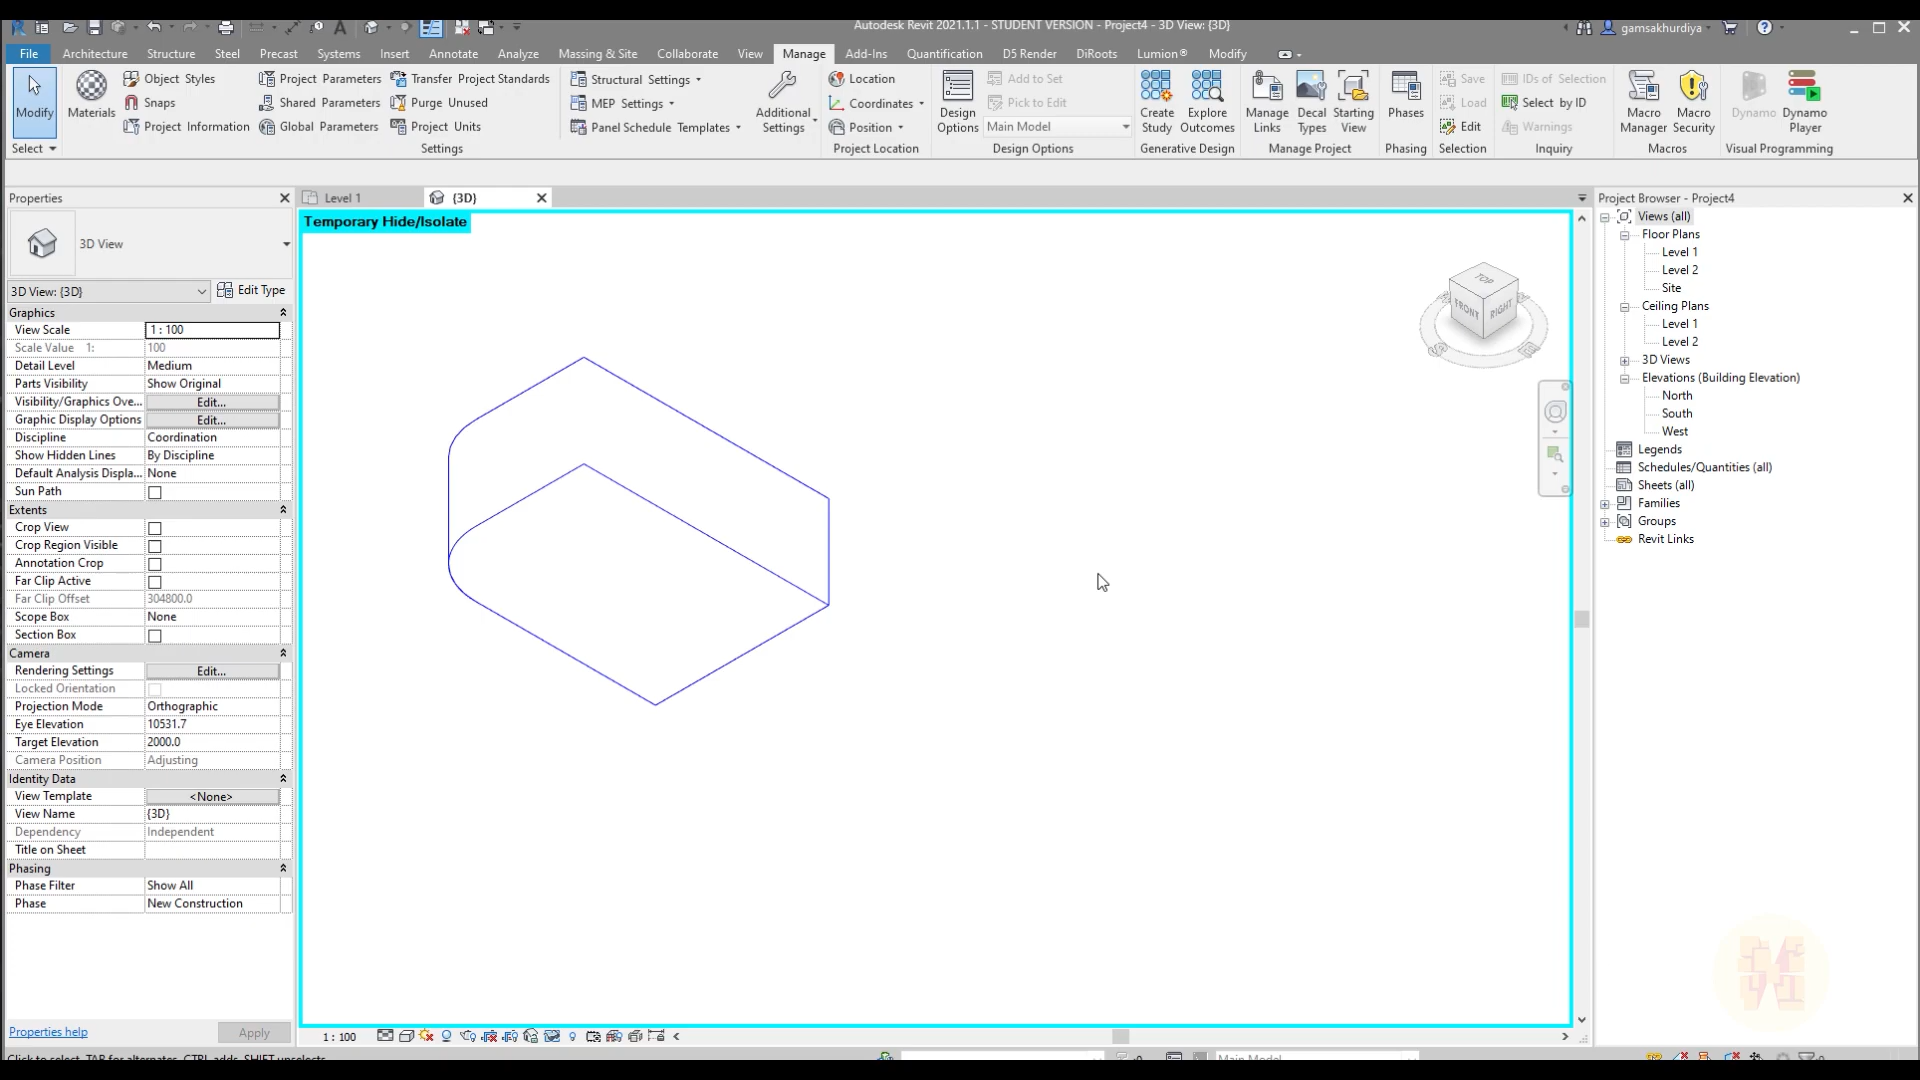 Autodesk Revit 2021.1.1 - STUDENT VERSION - Project4 - 3D View: {3D}
gamsakhurdiya
File
Architecture
Structure
Steel
Precast
Systems
Insert
Annotate
Analyze
Massing & Site
Collaborate
View
Manage
Add-Ins
Quantification
D5 Render
DiRoots
Lumion®
Modify
Modify
Select
Materials
Object Styles
Snaps
Project Information
Project Parameters
Shared Parameters
Global Parameters
Transfer Project Standards
Purge Unused
Project Units
Settings
Structural Settings
MEP Settings
Panel Schedule Templates
Additional
Settings
Location
Coordinates
Position
Project Location
Design
Options
Add to Set
Pick to Edit
Main Model
Design Options
Create
Study
Explore
Outcomes
Generative Design
Manage
Links
Decal
Types
Starting
View
Manage Project
Phases
Phasing
Save
Load
Edit
Selection
IDs of Selection
Select by ID
Warnings
Inquiry
Macro
Manager
Macro
Security
Macros
Dynamo
Dynamo
Player
Visual Programming
Properties
3D View
3D View: {3D}
Edit Type
Graphics
View Scale
1 : 100
Scale Value 1:
100
Detail Level
Medium
Parts Visibility
Show Original
Visibility/Graphics Ove...
Edit...
Graphic Display Options
Edit...
Discipline
Coordination
Show Hidden Lines
By Discipline
Default Analysis Displa...
None
Sun Path
Extents
Crop View
Crop Region Visible
Annotation Crop
Far Clip Active
Far Clip Offset
304800.0
Scope Box
None
Section Box
Camera
Rendering Settings
Edit...
Locked Orientation
Projection Mode
Orthographic
Eye Elevation
10531.7
Target Elevation
2000.0
Camera Position
Adjusting
Identity Data
View Template
<None>
View Name
{3D}
Dependency
Independent
Title on Sheet
Phasing
Phase Filter
Show All
Phase
New Construction
Properties help
Apply
Level 1
{3D}
Temporary Hide/Isolate
TOP
FRONT
RIGHT
1 : 100
Project Browser - Project4
Views (all)
Floor Plans
Level 1
Level 2
Site
Ceiling Plans
Level 1
Level 2
3D Views
Elevations (Building Elevation)
North
South
West
Legends
Schedules/Quantities (all)
Sheets (all)
Families
Groups
Revit Links
Click to select, TAB for alternates, CTRL adds, SHIFT unselects.
Main Model